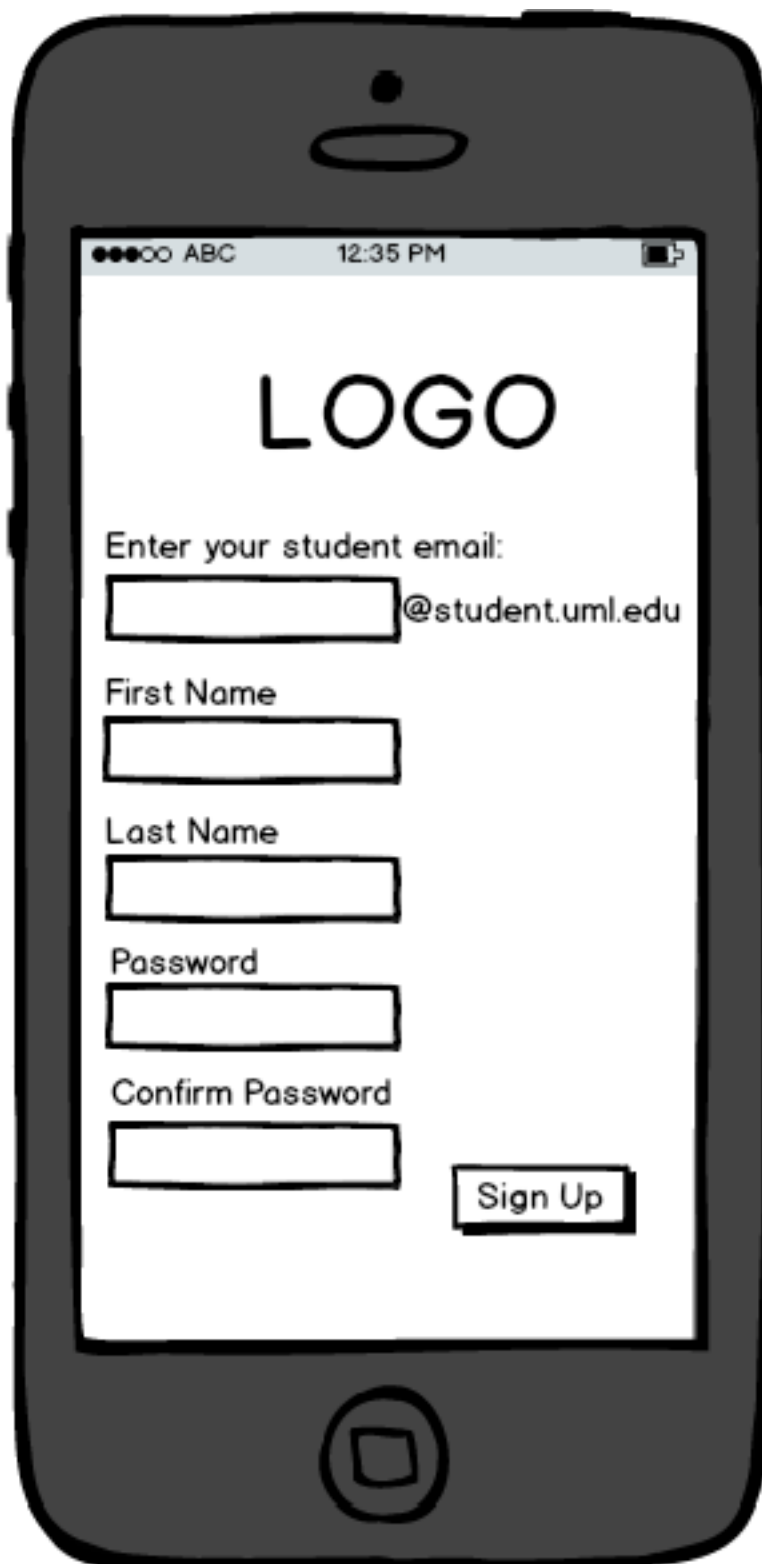 ABC 12:35 PM
LOGO
Enter your student email:
@student.uml.edu
First Name
Last Name
Password
Confirm Password
Sign Up